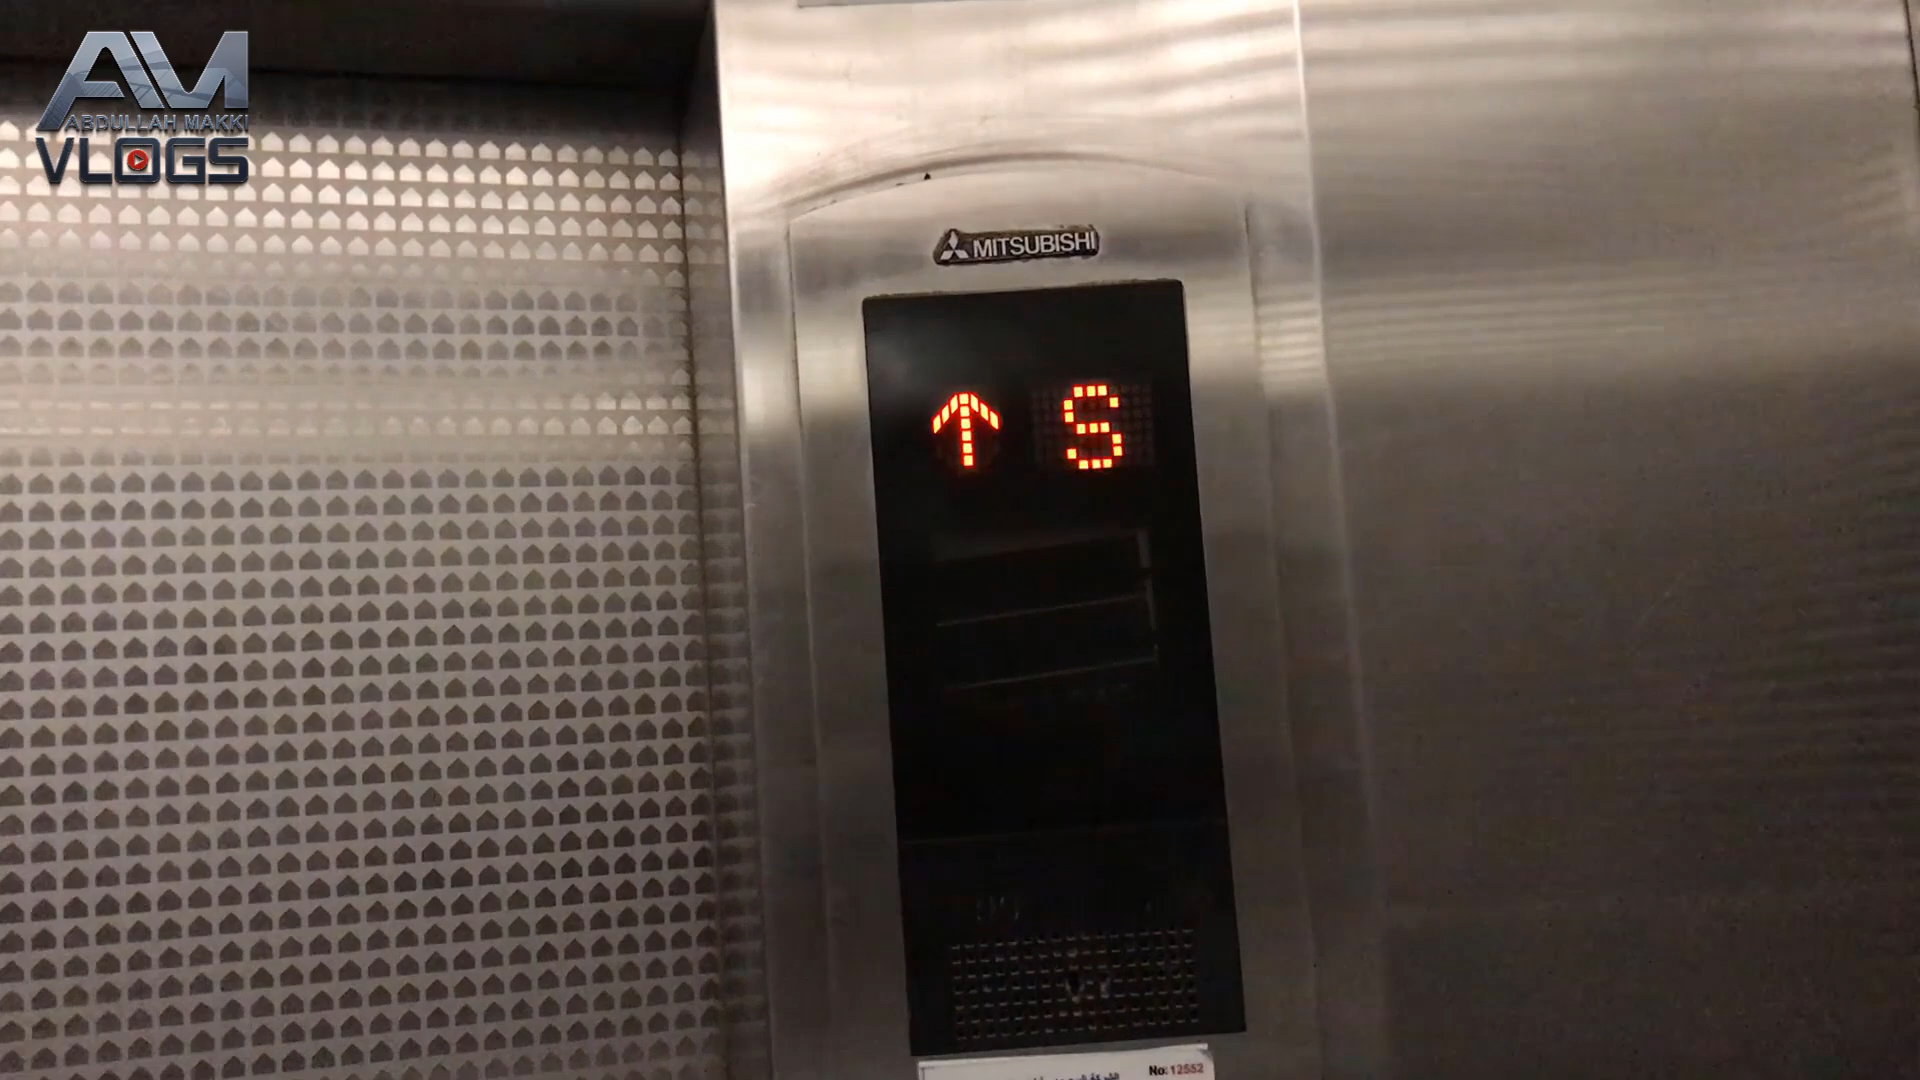 AM
ABDULLAH MAKKI
VLOGS
MITSUBISHI
↑ S
No: 12552